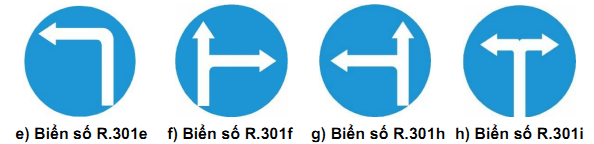 e) Biển số R.301e f) Biển số R.301f g) Biển số R.301h h) Biển số R.301i